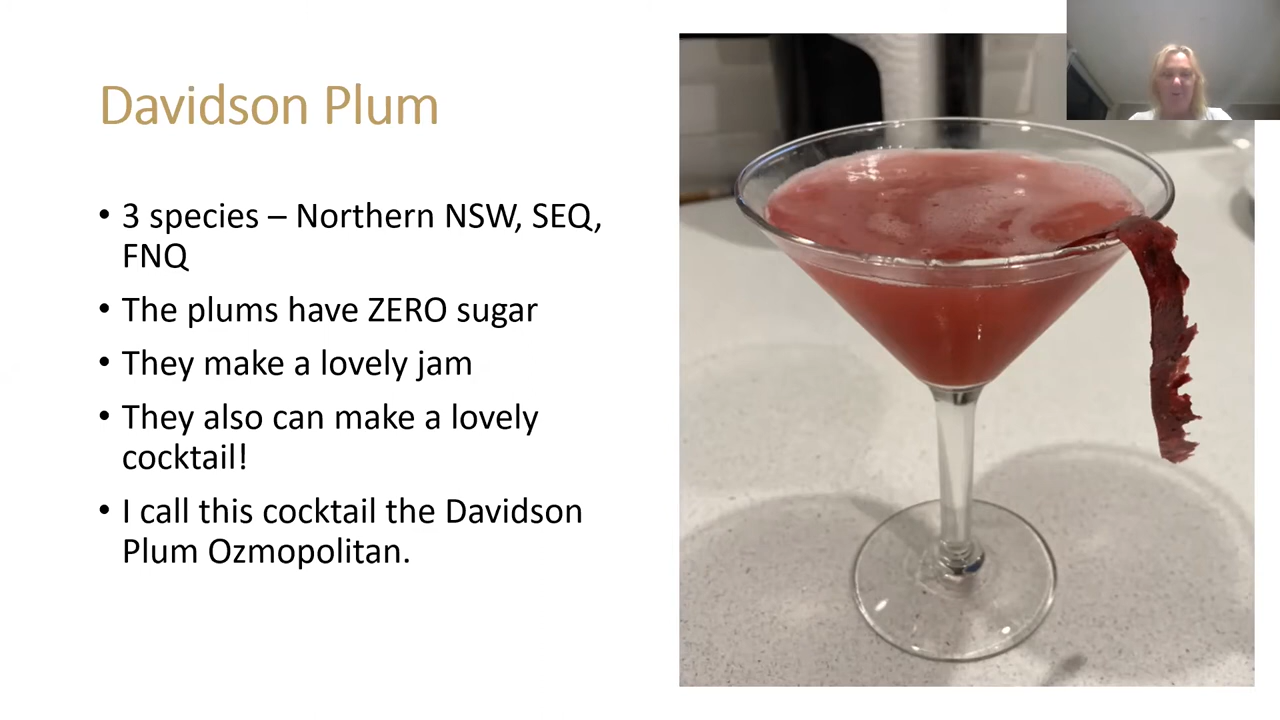 Davidson Plum
• 3 species – Northern NSW, SEQ,
FNQ
• The plums have ZERO sugar
• They make a lovely jam
• They also can make a lovely
cocktail!
• I call this cocktail the Davidson
Plum Ozmopolitan.